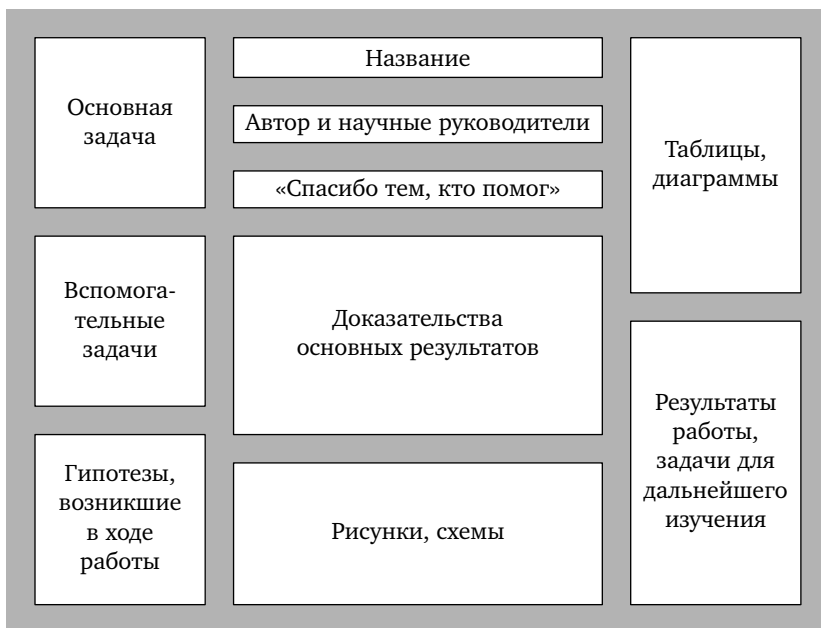 Основная
задача
Вспомога-
тельные
задачи
Гипотезы,
возникшие
в ходе
работы
Название
Автор и научные руководители
«Спасибо тем, кто помог»
Доказательства
основных результатов
Рисунки, схемы
Таблицы,
диаграммы
Результаты
работы,
задачи для
дальнейшего
изучения